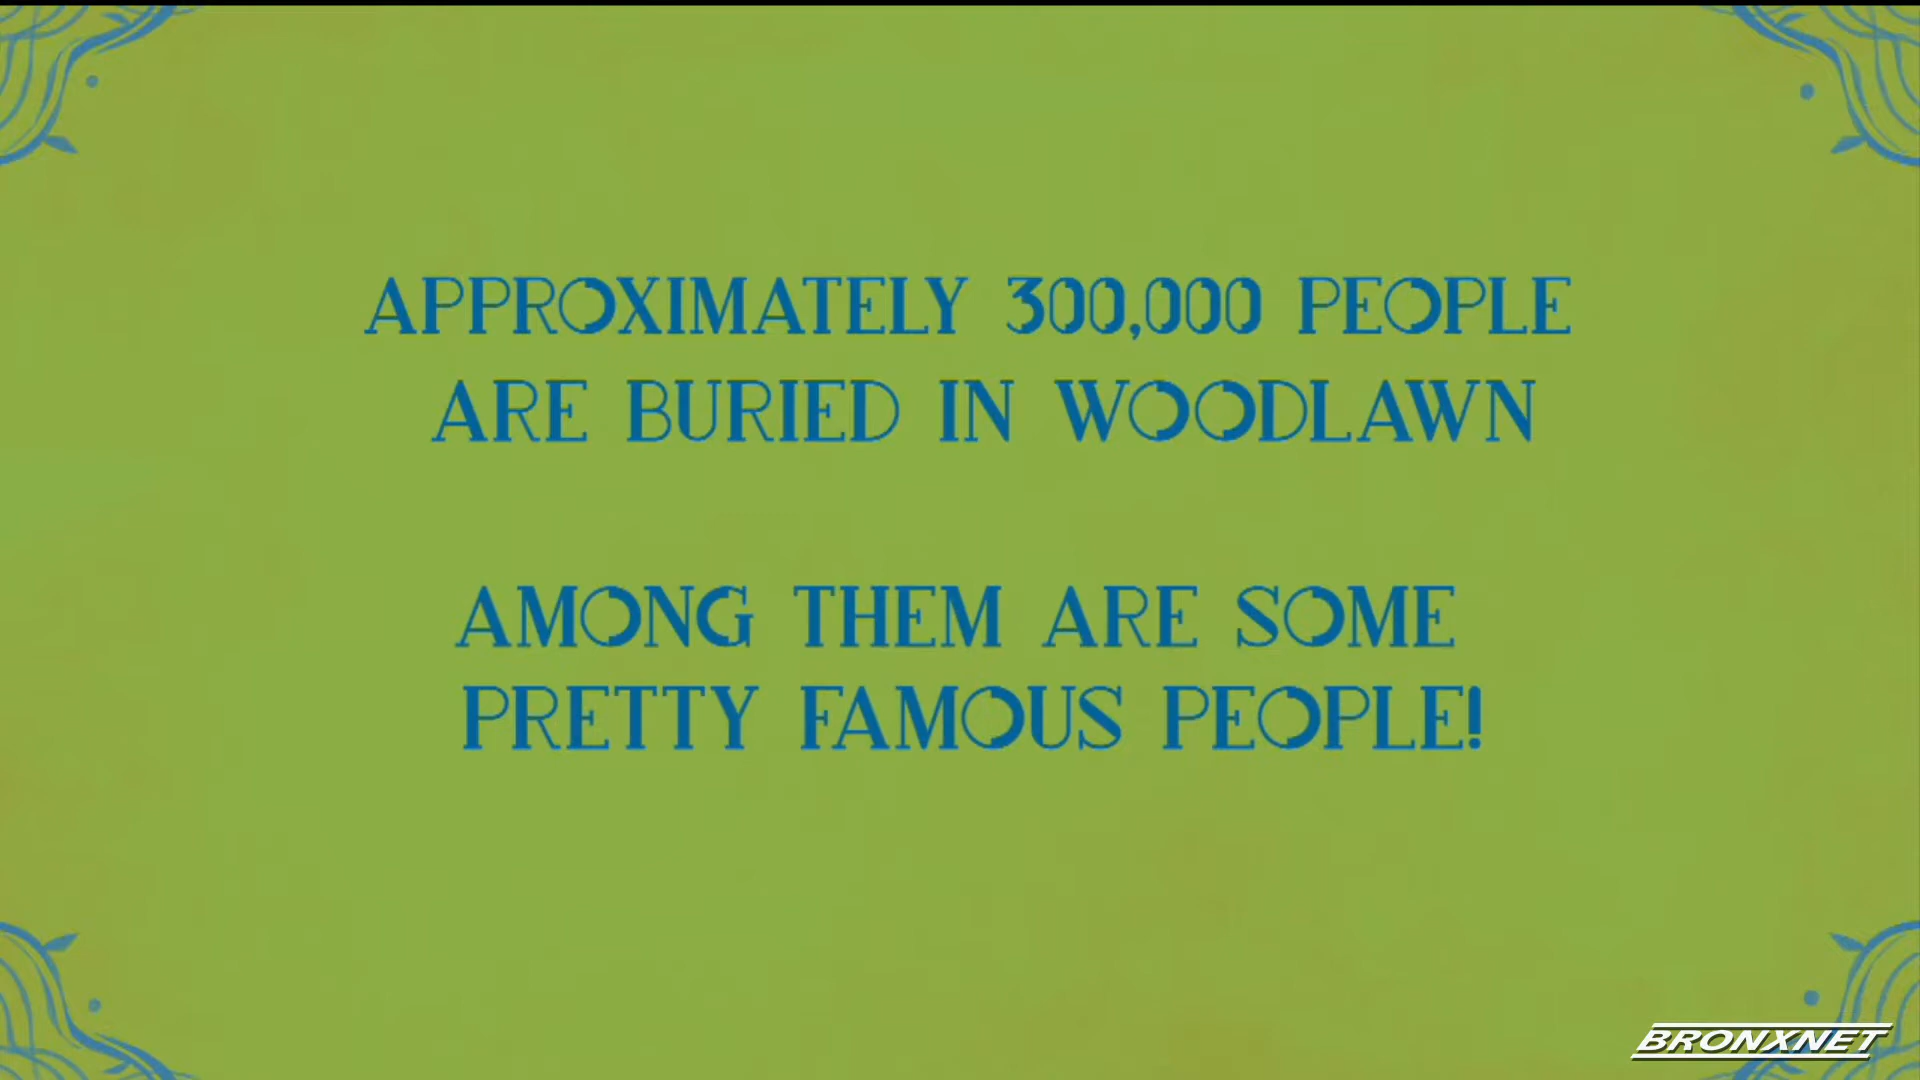 APPROXIMATELY 300,000 PEOPLE
ARE BURIED IN WOODLAWN
AMONG THEM ARE SOME
PRETTY FAMOUS PEOPLE!
BRONXNET